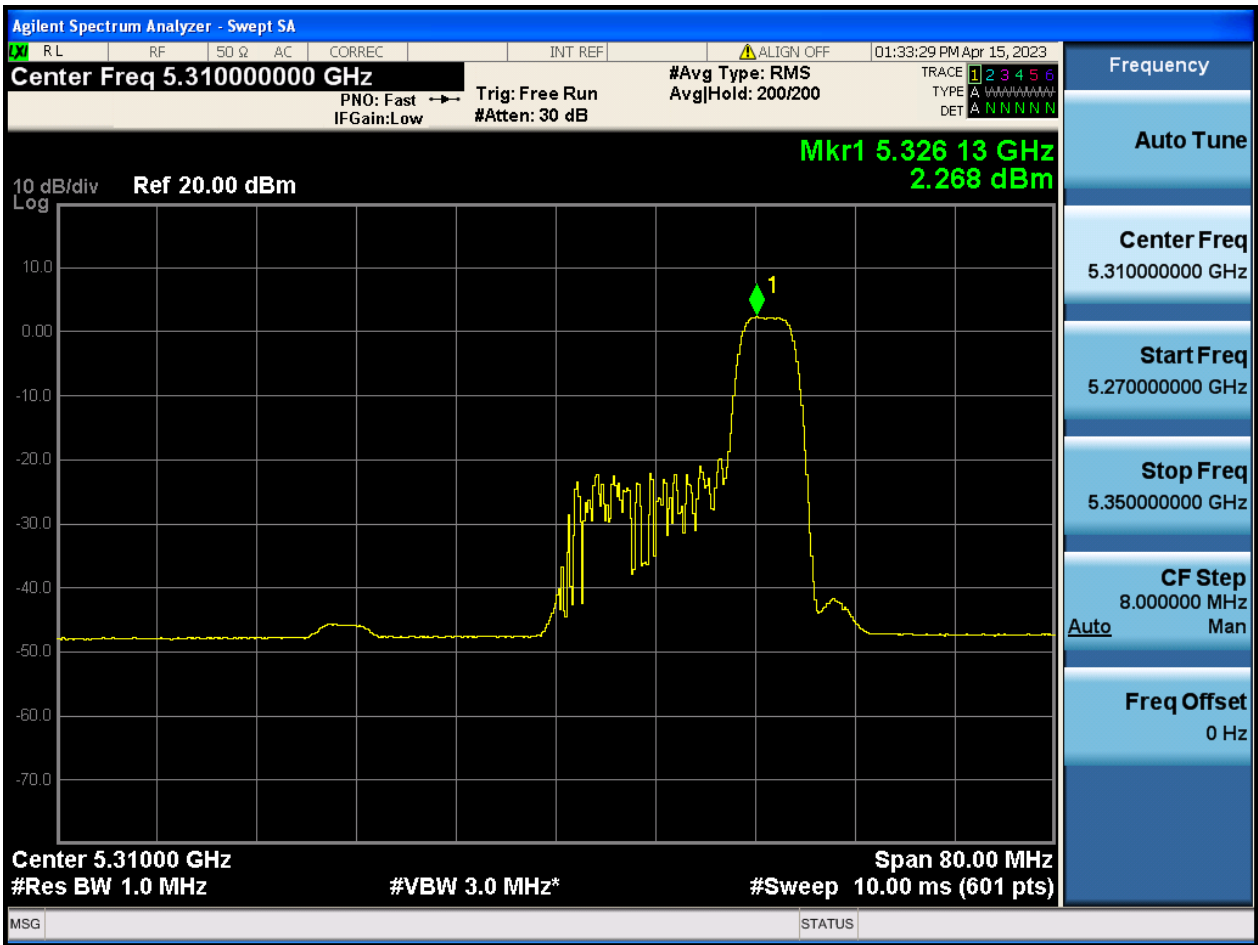 Agilent Spectrum Analyzer - Swept SA
LXI RL RF 50 Ω AC CORREC INT REF ALIGN OFF 01:33:29 PM Apr 15, 2023
Center Freq 5.310000000 GHz
PNO: Fast
IFGain:Low
Trig: Free Run
#Atten: 30 dB
#Avg Type: RMS
Avg|Hold: 200/200
TRACE 1 2 3 4 5 6
TYPE A WWWWW
DET A N N N N N
Mkr1 5.326 13 GHz
2.268 dBm
10 dB/div Ref 20.00 dBm
Log
10.0
0.00
-10.0
-20.0
-30.0
-40.0
-50.0
-60.0
-70.0
1
Center 5.31000 GHz Span 80.00 MHz
#Res BW 1.0 MHz #VBW 3.0 MHz* #Sweep 10.00 ms (601 pts)
MSG STATUS
Frequency
Auto Tune
Center Freq
5.310000000 GHz
Start Freq
5.270000000 GHz
Stop Freq
5.350000000 GHz
CF Step
8.000000 MHz
Auto Man
Freq Offset
0 Hz